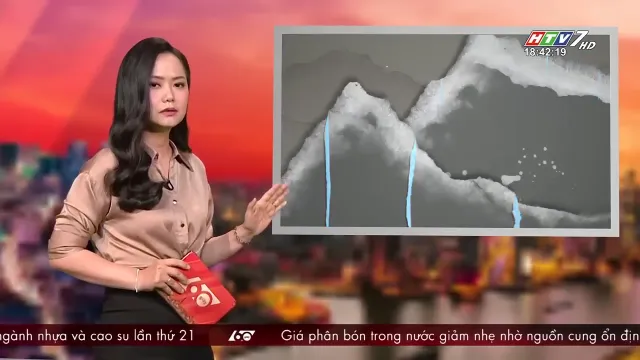 HTV7 HD
18:42:19
ngành nhựa và cao su lần thứ 21 60 Giá phân bón trong nước giảm nhẹ nhờ nguồn cung ổn địn